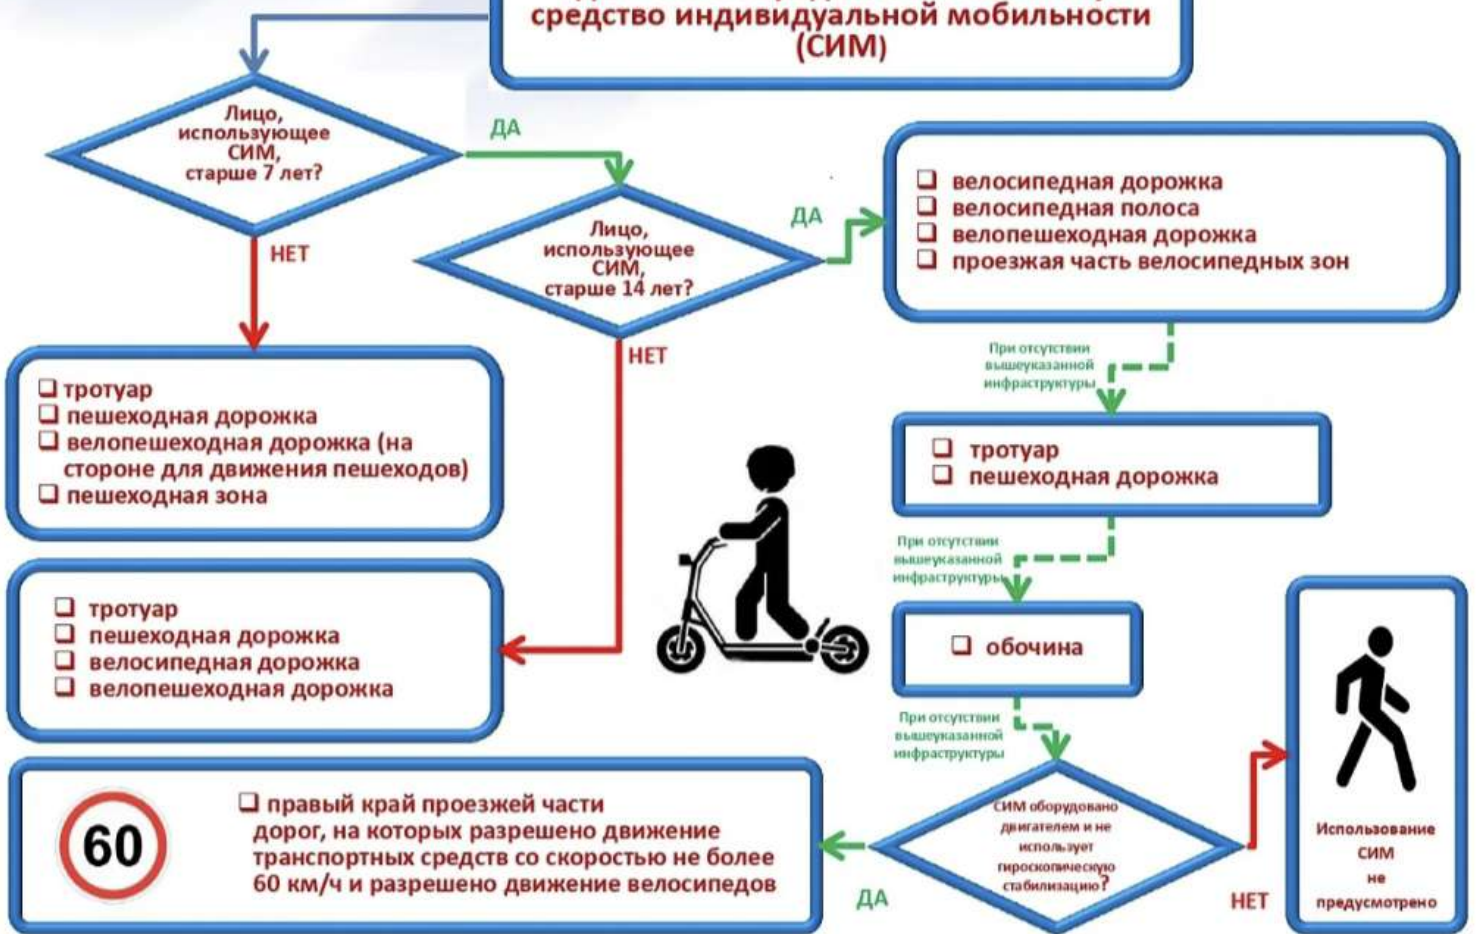 средство индивидуальной мобильности
(СИМ)
Лицо,
использующее
СИМ,
старше 7 лет?
ДА
НЕТ
Лицо,
использующее
СИМ,
старше 14 лет?
ДА
НЕТ
❑ велосипедная дорожка
❑ велосипедная полоса
❑ велопешеходная дорожка
❑ проезжая часть велосипедных зон
При отсутствии
вышеуказанной
инфраструктуры
❑ тротуар
❑ пешеходная дорожка
❑ велопешеходная дорожка (на
стороне для движения пешеходов)
❑ пешеходная зона
❑ тротуар
❑ пешеходная дорожка
При отсутствии
вышеуказанной
инфраструктуры
❑ тротуар
❑ пешеходная дорожка
❑ велосипедная дорожка
❑ велопешеходная дорожка
❑ обочина
При отсутствии
вышеуказанной
инфраструктуры
СИМ оборудовано
двигателем и не
использует
гироскопическую
стабилизацию?
ДА
НЕТ
60
❑ правый край проезжей части
дорог, на которых разрешено движение
транспортных средств со скоростью не более
60 км/ч и разрешено движение велосипедов
Использование
СИМ
не
предусмотрено